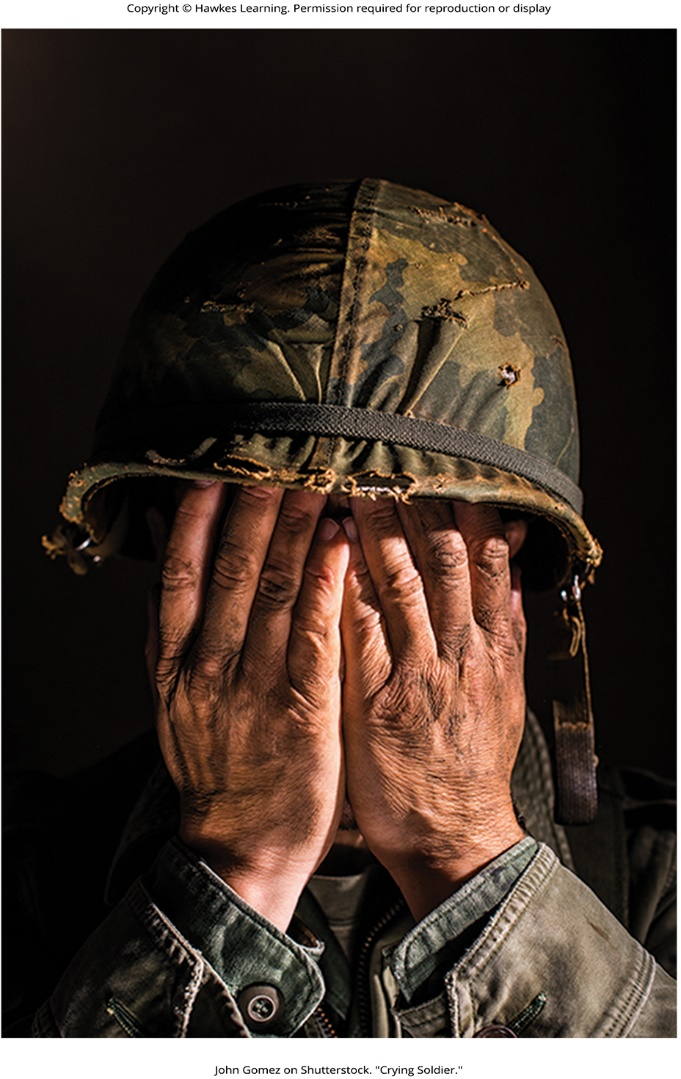 Copyright © Hawkes Learning. Permission required for reproduction or display
John Gomez on Shutterstock. "Crying Soldier."